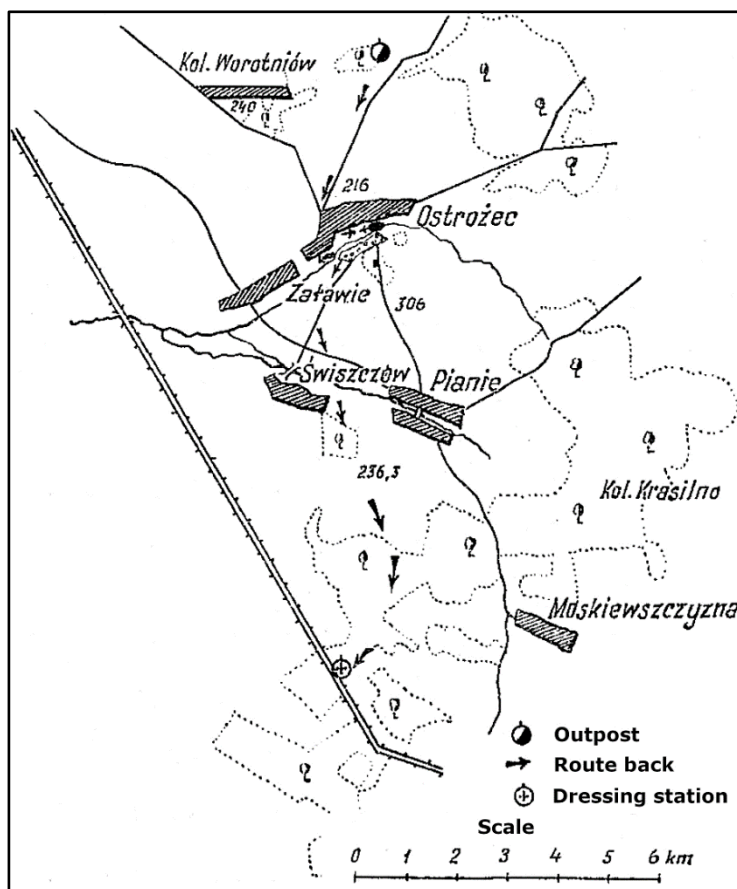 Kol. Worotniów
240
216
Ostrożec
Załawie
306
Świszczów
Pianie
236,3
Kol. Krasilno
Moskiewszczyzna
Outpost
Route back
Dressing station
Scale
0 1 2 3 4 5 6 km